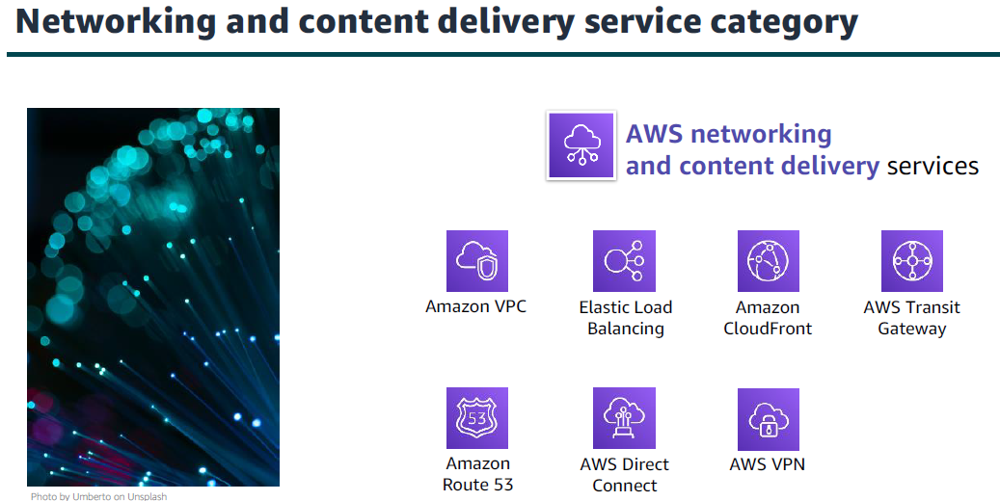 Networking and content delivery service category
AWS networking
and content delivery services
Amazon VPC
Elastic Load
Balancing
Amazon
CloudFront
AWS Transit
Gateway
53
Amazon
Route 53
AWS Direct
Connect
AWS VPN
Photo by Umberto on Unsplash